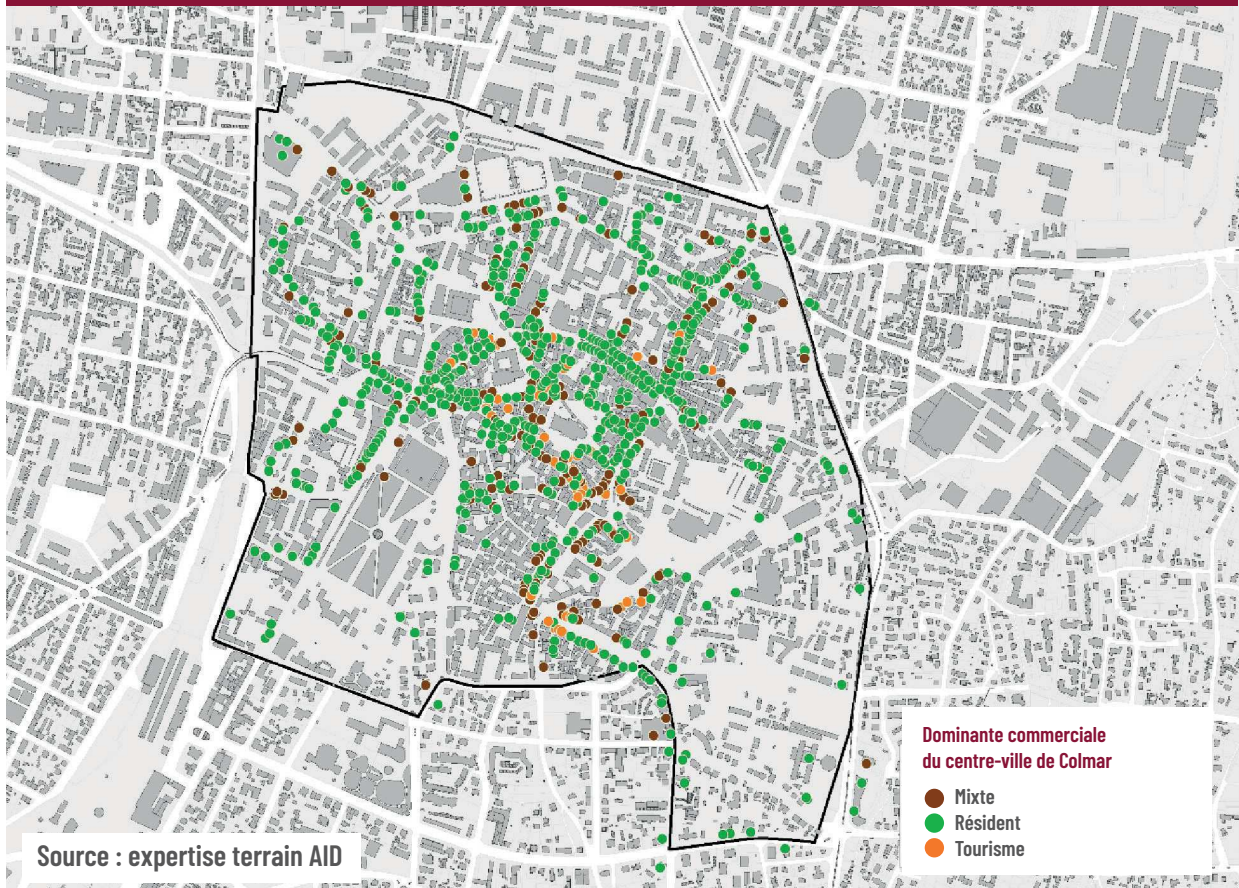 Dominante commerciale
du centre-ville de Colmar
Mixte
Résident
Tourisme
Source : expertise terrain AID